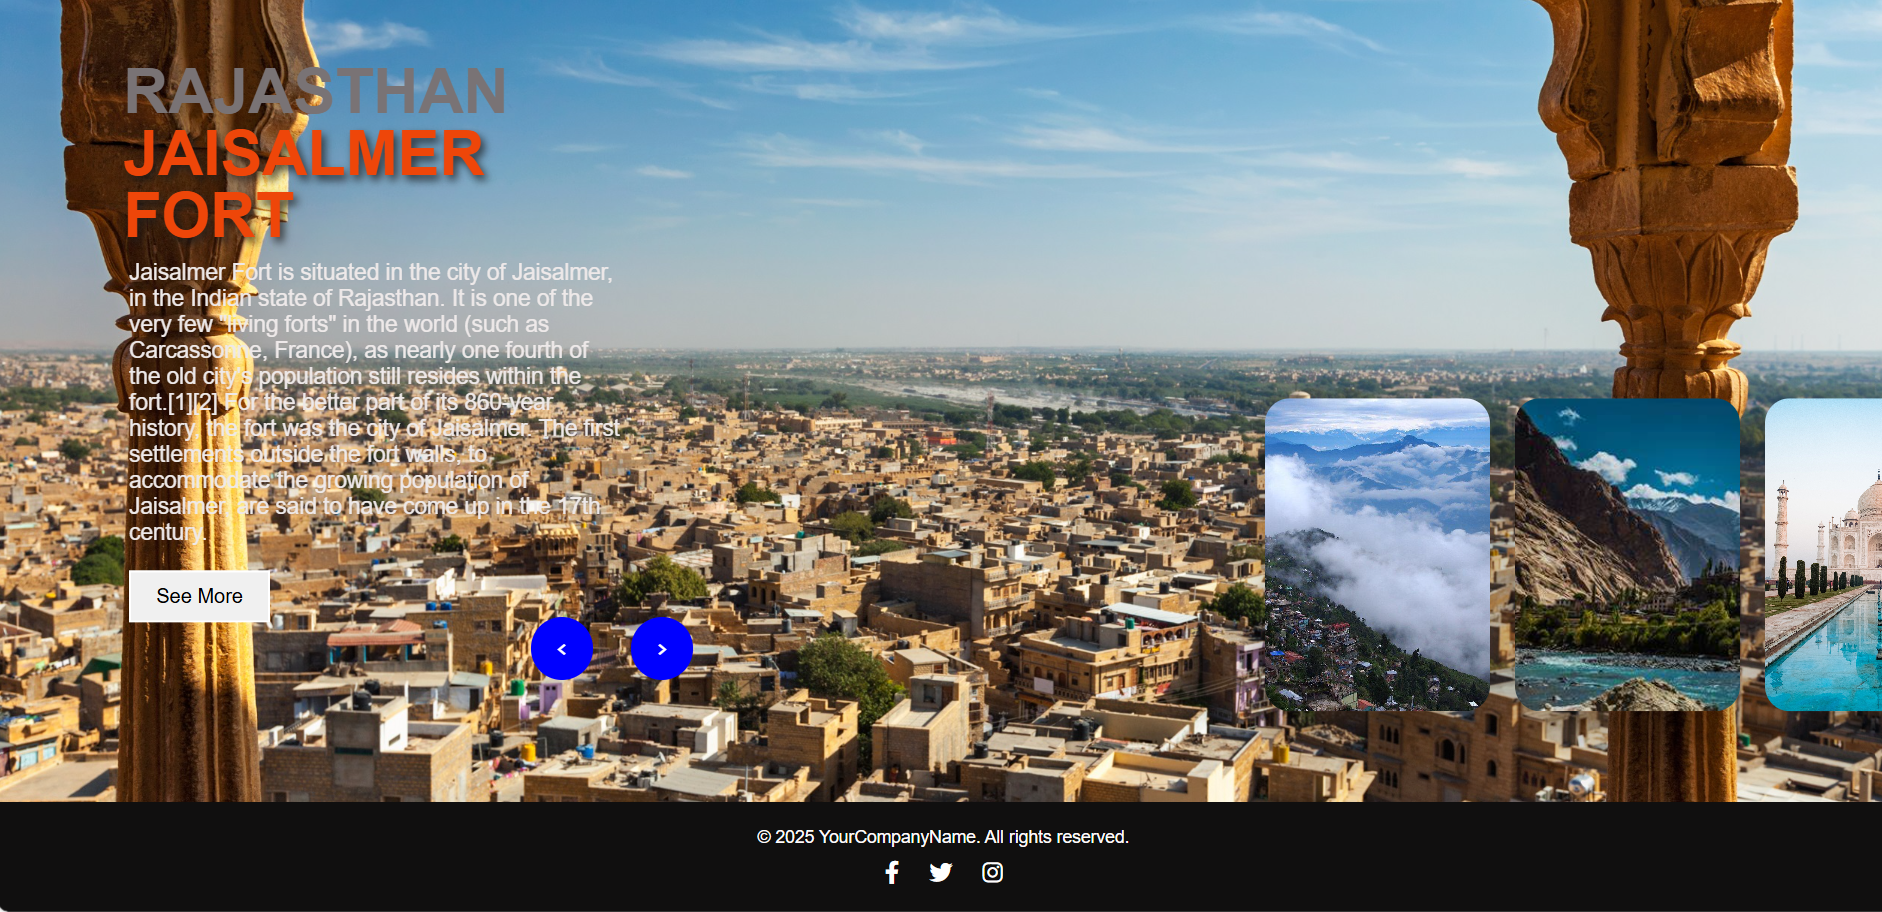 RAJASTHAN
JAISALMER
FORT
Jaisalmer Fort is situated in the city of Jaisalmer,
in the Indian state of Rajasthan. It is one of the
very few "living forts" in the world (such as
Carcassonne, France), as nearly one fourth of
the old city's population still resides within the
fort.[1][2] For the better part of its 860-year
history, the fort was the city of Jaisalmer. The first
settlements outside the fort walls, to
accommodate the growing population of
Jaisalmer, are said to have come up in the 17th
century.
See More
< >
© 2025 YourCompanyName. All rights reserved.